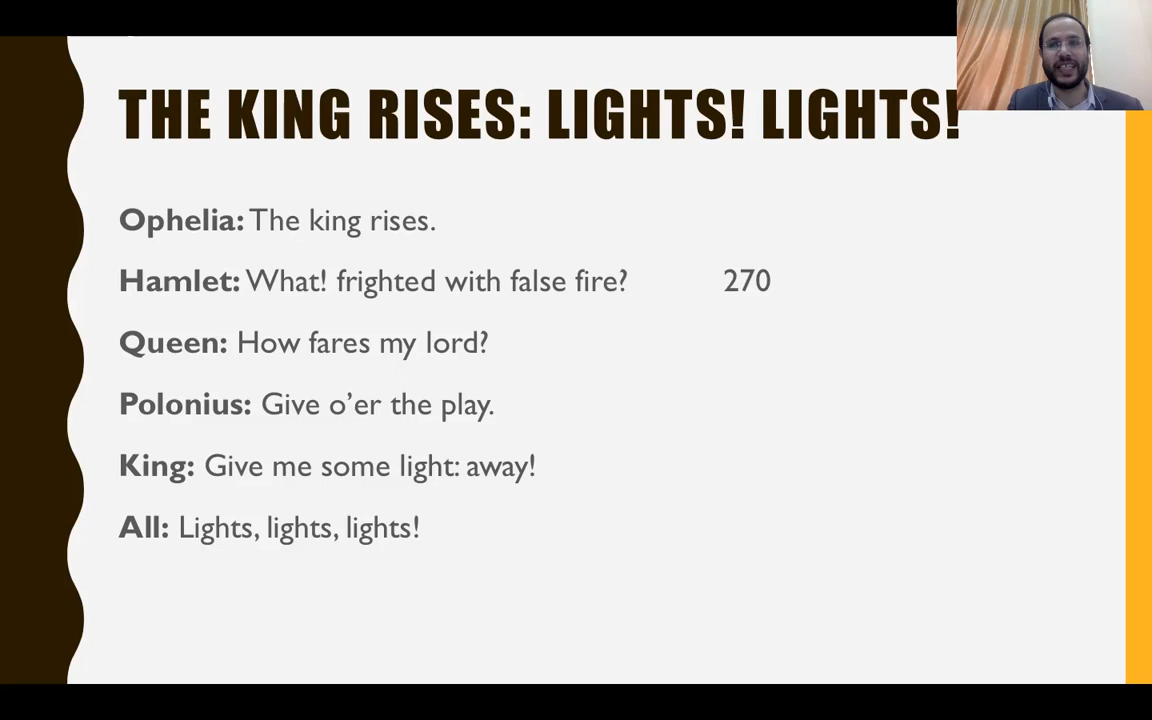 THE KING RISES: LIGHTS! LIGHTS!
Ophelia: The king rises.
Hamlet: What! frighted with false fire? 270
Queen: How fares my lord?
Polonius: Give o’er the play.
King: Give me some light: away!
All: Lights, lights, lights!